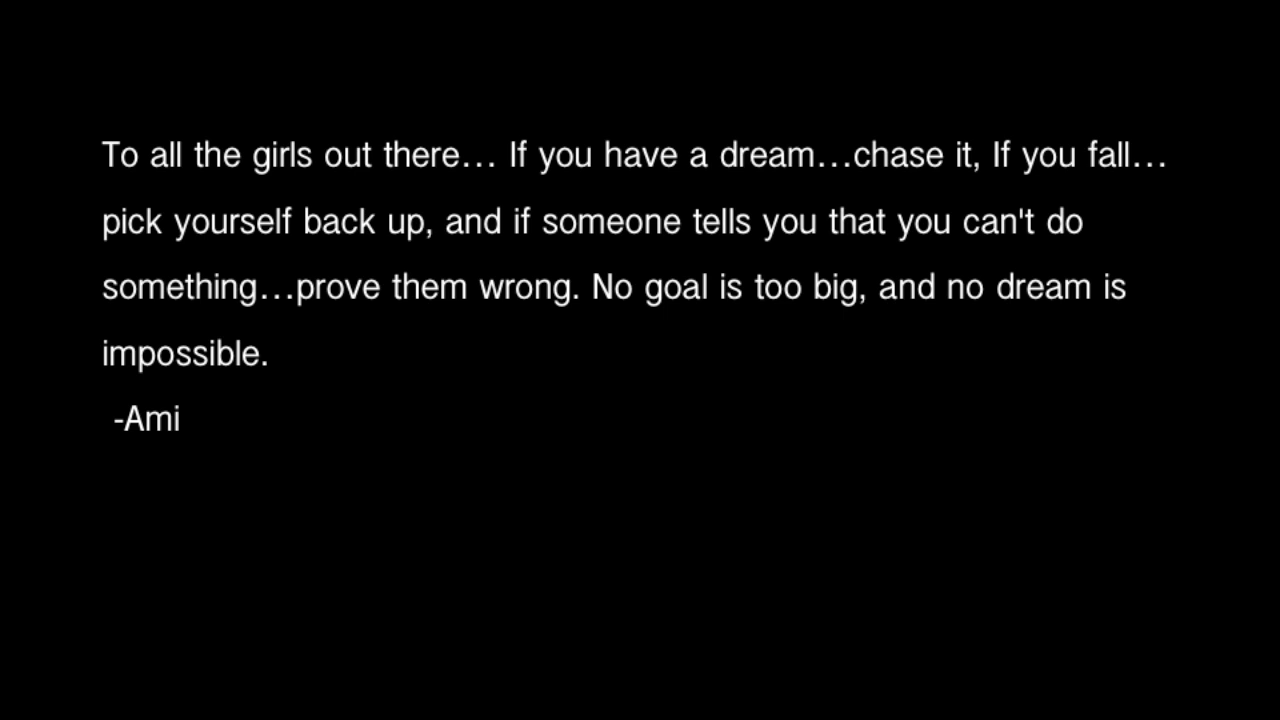 To all the girls out there… If you have a dream…chase it, If you fall…
pick yourself back up, and if someone tells you that you can't do
something…prove them wrong. No goal is too big, and no dream is
impossible.
-Ami